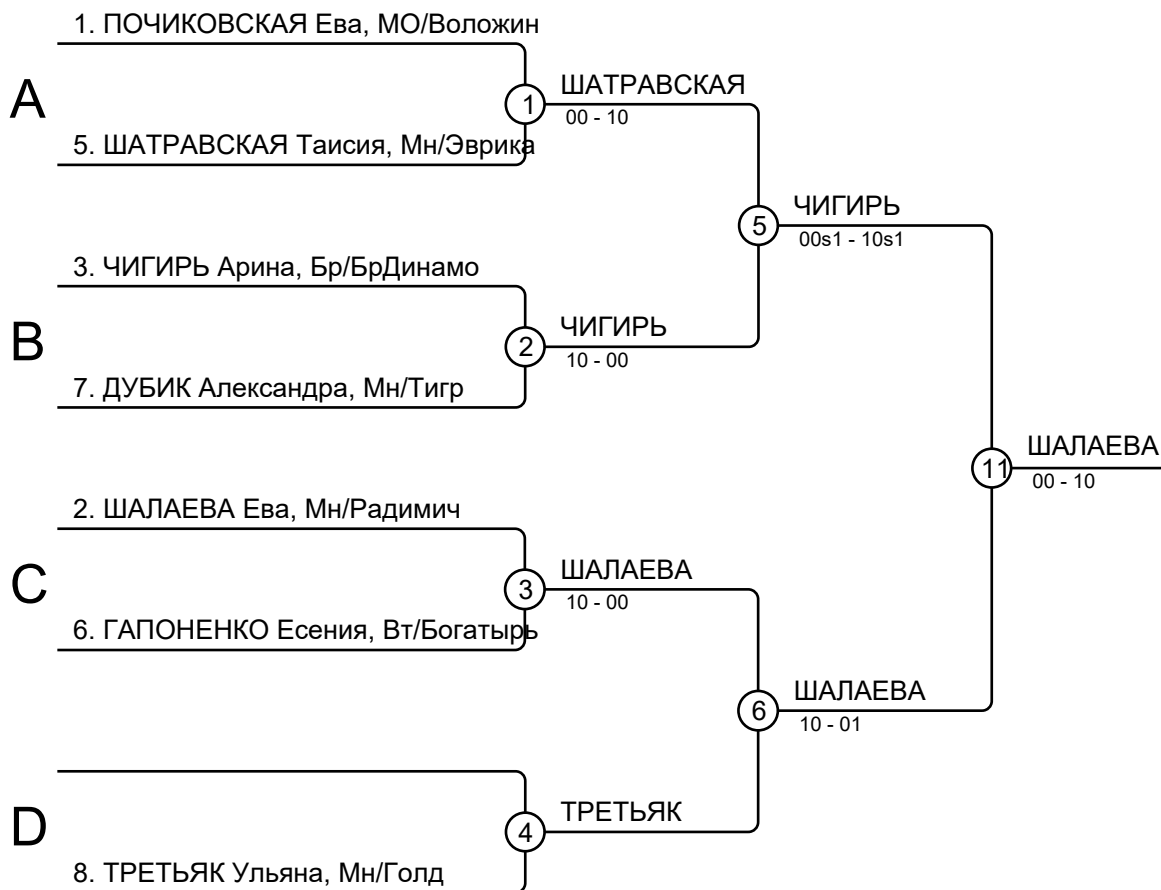 1. ПОЧИКОВСКАЯ Ева, МО/Воложин
A
1
ШАТРАВСКАЯ
00 - 10
5. ШАТРАВСКАЯ Таисия, Мн/Эврика
5
ЧИГИРЬ
00s1 - 10s1
3. ЧИГИРЬ Арина, Бр/БрДинамо
B
2
ЧИГИРЬ
10 - 00
7. ДУБИК Александра, Мн/Тигр
11
ШАЛАЕВА
00 - 10
2. ШАЛАЕВА Ева, Мн/Радимич
C
3
ШАЛАЕВА
10 - 00
6. ГАПОНЕНКО Есения, Вт/Богатырь
6
ШАЛАЕВА
10 - 01
D
4
ТРЕТЬЯК
8. ТРЕТЬЯК Ульяна, Мн/Голд